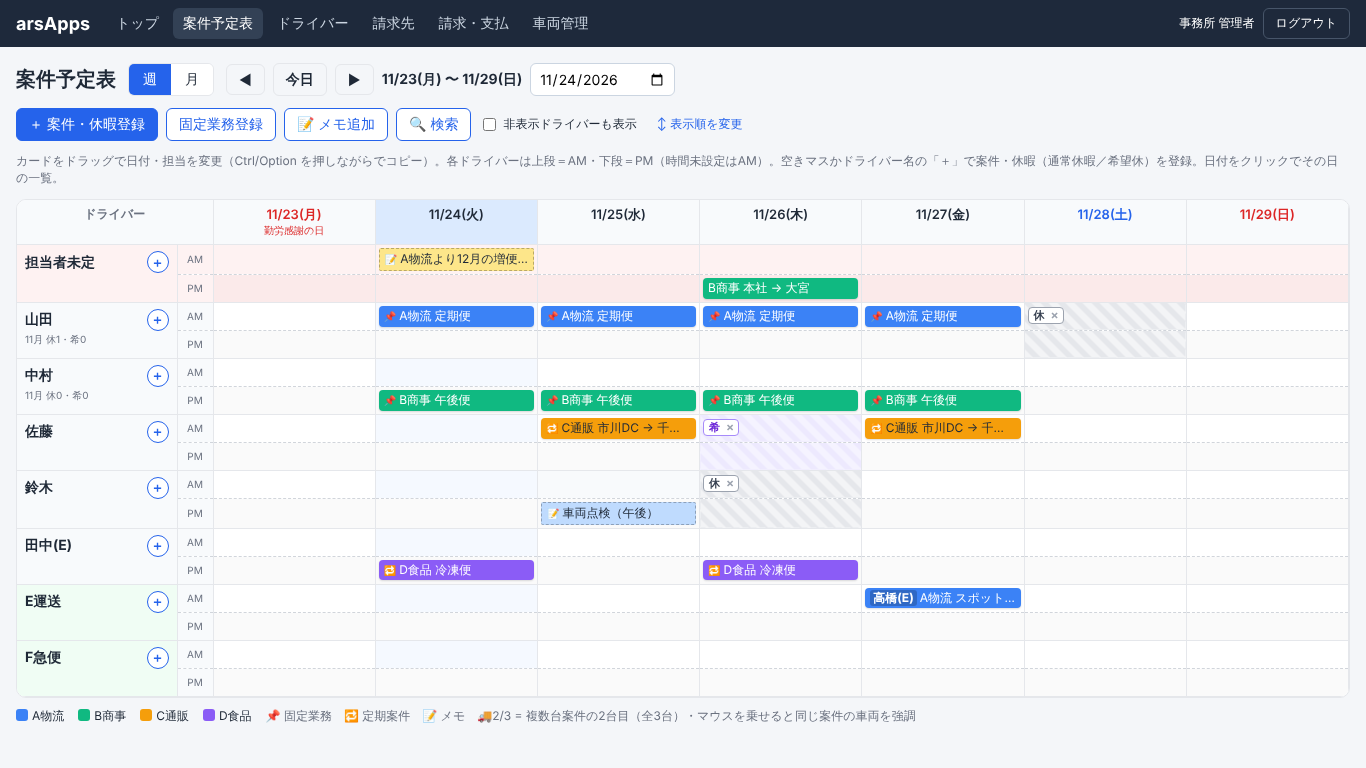 arsApps トップ 案件予定表 ドライバー 請求先 請求・支払 車両管理 事務所 管理者 ログアウト
案件予定表 週 月 ◀ 今日 ▶ 11/23(月) 〜 11/29(日) 11/24/2026
＋ 案件・休暇登録 固定業務登録 📝 メモ追加 🔍 検索 非表示ドライバーも表示 ↕ 表示順を変更
カードをドラッグで日付・担当を変更（Ctrl/Option を押しながらでコピー）。各ドライバーは上段＝AM・下段＝PM（時間未設定はAM）。空きマスかドライバー名の「＋」で案件・休暇（通常休暇／希望休）を登録。日付をクリックでその日
の一覧。
ドライバー 11/23(月) 11/24(火) 11/25(水) 11/26(木) 11/27(金) 11/28(土) 11/29(日)
勤労感謝の日
担当者未定 + AM 📝 A物流より12月の増便…
PM B商事 本社 → 大宮
山田 + AM 📌 A物流 定期便 📌 A物流 定期便 📌 A物流 定期便 📌 A物流 定期便 休 ×
11月 休1・希0 PM
中村 + AM
11月 休0・希0 PM 📌 B商事 午後便 📌 B商事 午後便 📌 B商事 午後便 📌 B商事 午後便
佐藤 + AM 🔁 C通販 市川DC → 千… 希 × 🔁 C通販 市川DC → 千…
PM
鈴木 + AM 休 ×
PM 📝 車両点検（午後）
田中(E) + AM
PM 🔁 D食品 冷凍便 🔁 D食品 冷凍便
E運送 + AM 高橋(E) A物流 スポット…
PM
F急便 + AM
PM
A物流 B商事 C通販 D食品 📌 固定業務 🔁 定期案件 📝 メモ 🚚2/3 = 複数台案件の2台目（全3台）・マウスを乗せると同じ案件の車両を強調